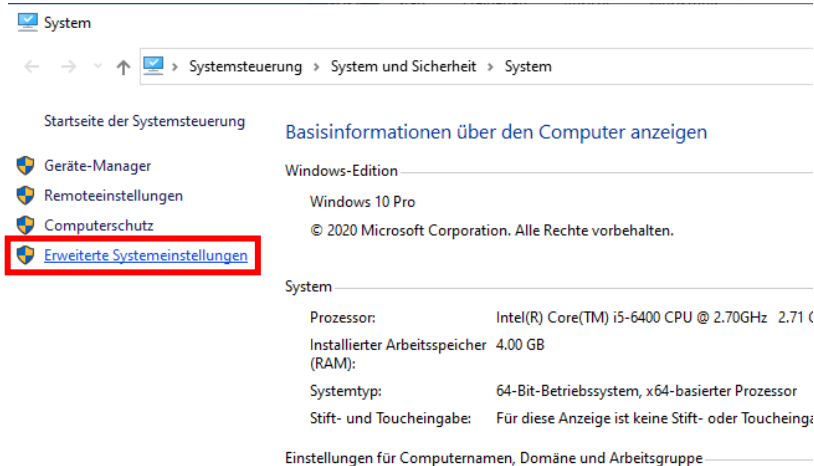 System
Systemsteuerung › System und Sicherheit › System
Startseite der Systemsteuerung
Geräte-Manager
Remoteeinstellungen
Computerschutz
Erweiterte Systemeinstellungen
Basisinformationen über den Computer anzeigen
Windows-Edition
Windows 10 Pro
© 2020 Microsoft Corporation. Alle Rechte vorbehalten.
System
Prozessor: Intel(R) Core(TM) i5-6400 CPU @ 2.70GHz 2.71
Installierter Arbeitsspeicher 4.00 GB
(RAM):
Systemtyp: 64-Bit-Betriebssystem, x64-basierter Prozessor
Stift- und Toucheingabe: Für diese Anzeige ist keine Stift- oder Toucheinga
Einstellungen für Computernamen, Domäne und Arbeitsgruppe